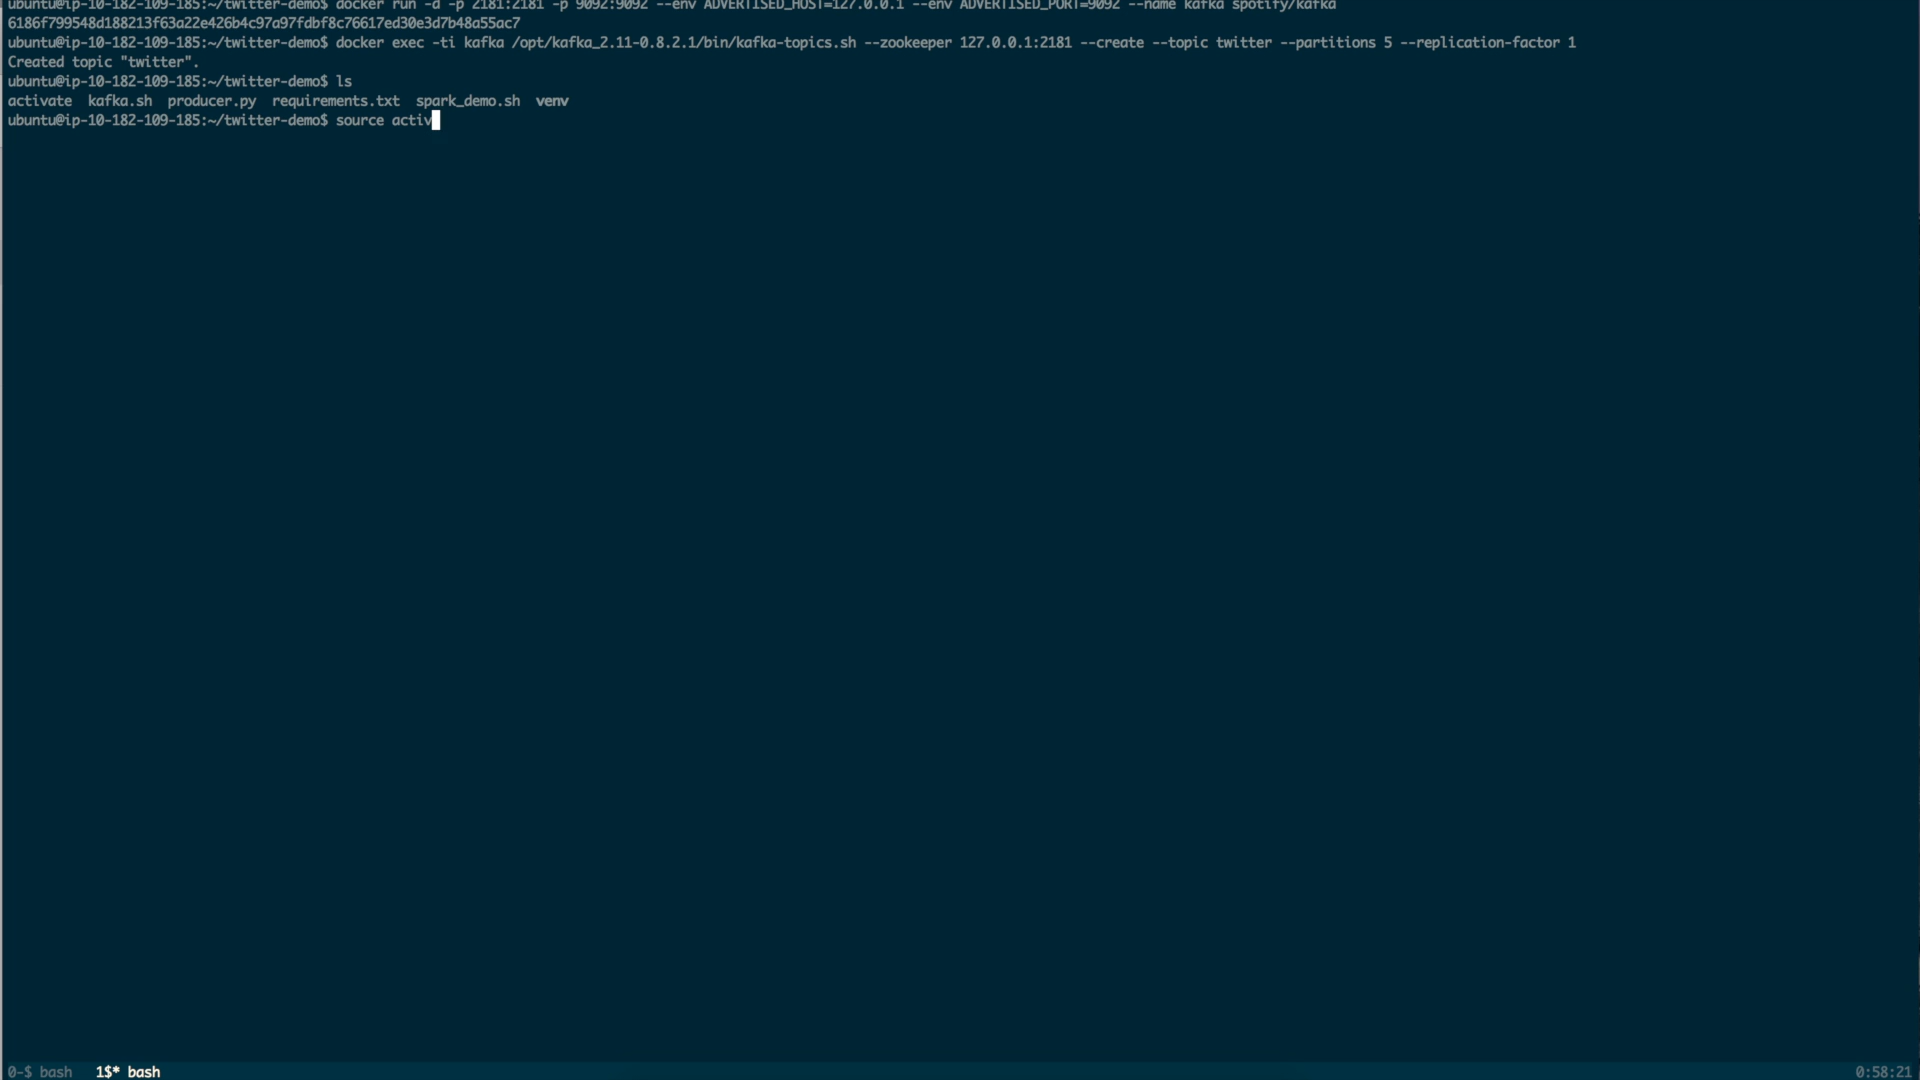 ubuntu@ip-10-182-109-185:~/twitter-demo$ docker run -d -p 2181:2181 -p 9092:9092 --env ADVERTISED_HOST=127.0.0.1 --env ADVERTISED_PORT=9092 --name kafka spotify/kafka
6186f799548d188213f63a22e426b4c97a97fdbf8c76617ed30e3d7b48a55ac7
ubuntu@ip-10-182-109-185:~/twitter-demo$ docker exec -ti kafka /opt/kafka_2.11-0.8.2.1/bin/kafka-topics.sh --zookeeper 127.0.0.1:2181 --create --topic twitter --partitions 5 --replication-factor 1
Created topic "twitter".
ubuntu@ip-10-182-109-185:~/twitter-demo$ ls
activate  kafka.sh  producer.py  requirements.txt  spark_demo.sh  venv
ubuntu@ip-10-182-109-185:~/twitter-demo$ source activ
0-$ bash  1$* bash 0:58:21